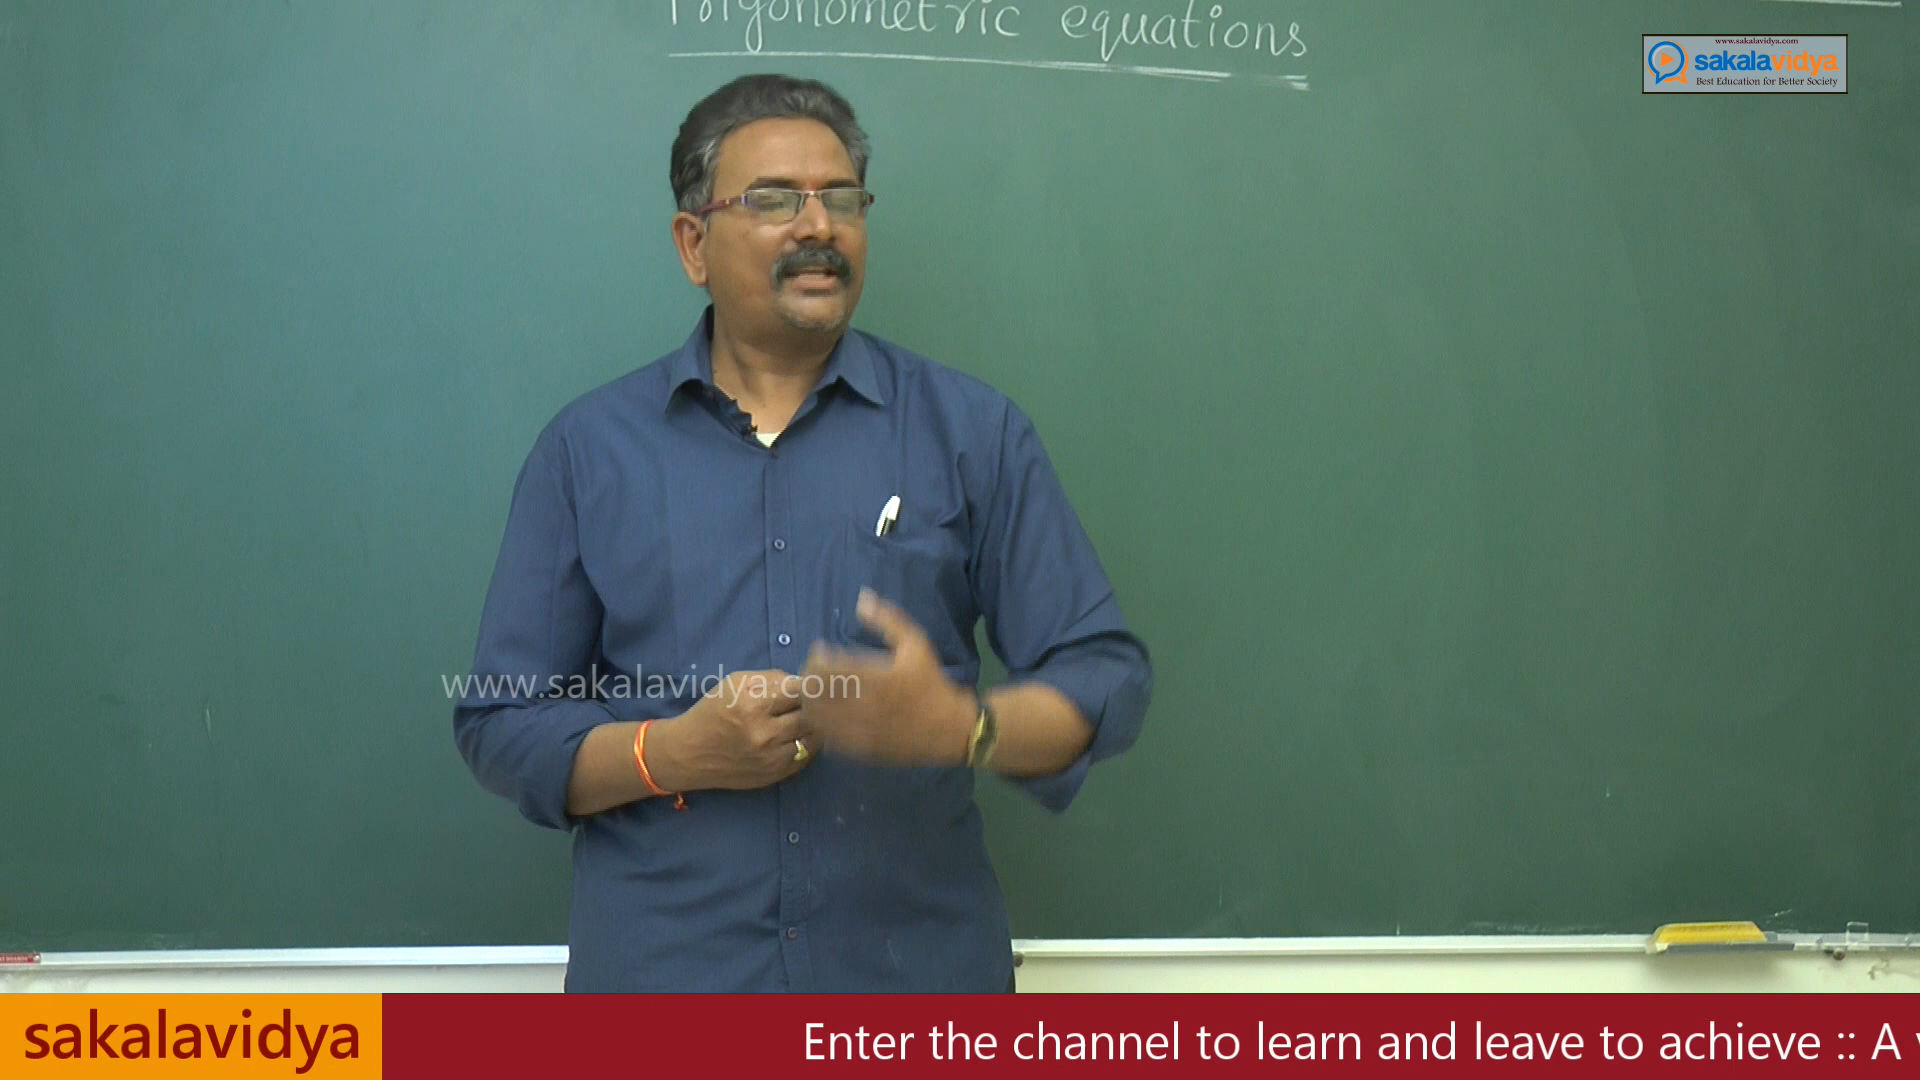 Trigonometric equations
www.sakalavidya.com
sakalavidya
Best Education for Better Society
www.sakalavidya.com
sakalavidya
Enter the channel to learn and leave to achieve :: A